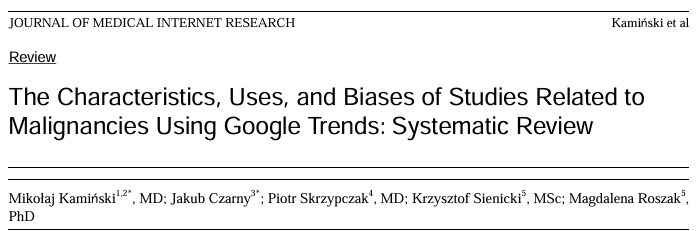 JOURNAL OF MEDICAL INTERNET RESEARCH Kamiński et al
Review
The Characteristics, Uses, and Biases of Studies Related to
Malignancies Using Google Trends: Systematic Review
Mikołaj Kamiński1,2*, MD; Jakub Czarny3*; Piotr Skrzypczak4, MD; Krzysztof Sienicki5, MSc; Magdalena Roszak5,
PhD